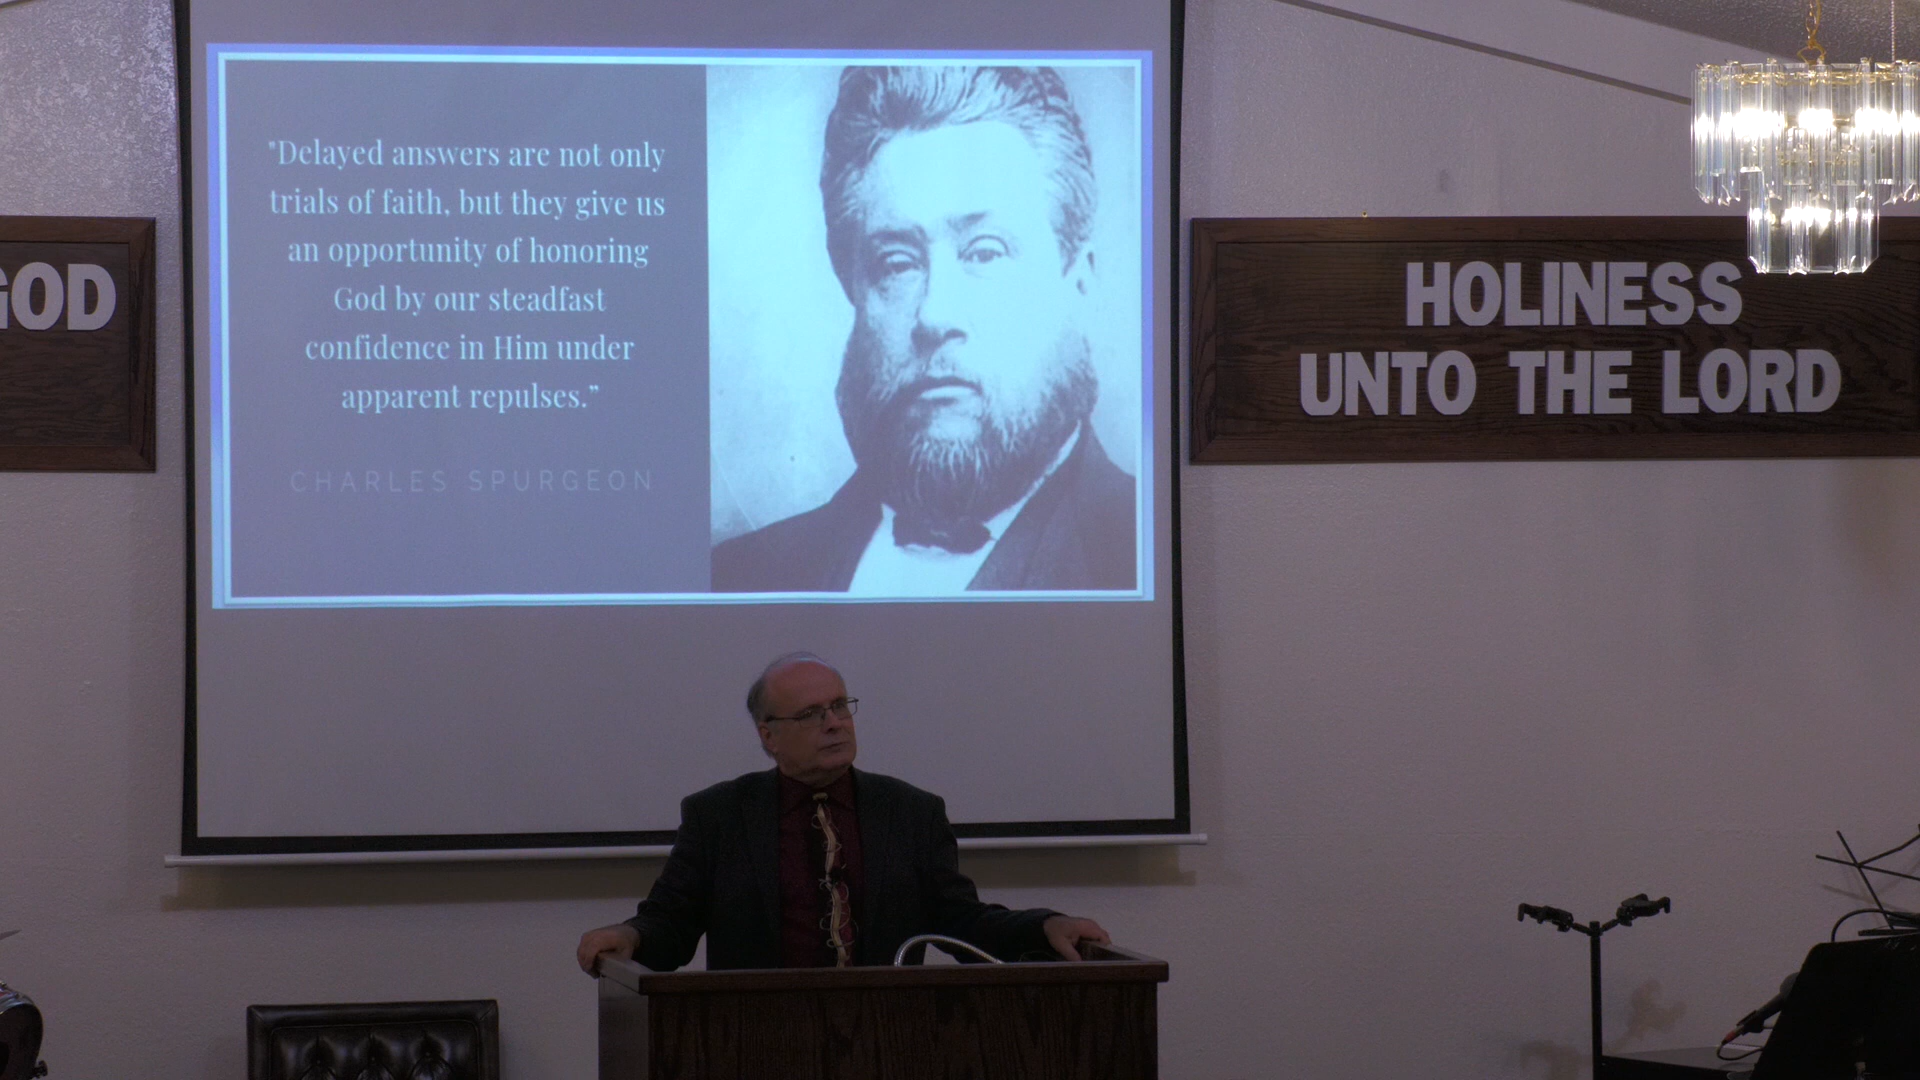 "Delayed answers are not only
trials of faith, but they give us
an opportunity of honoring
God by our steadfast
confidence in Him under
apparent repulses.”
CHARLES SPURGEON
GOD
HOLINESS
UNTO THE LORD